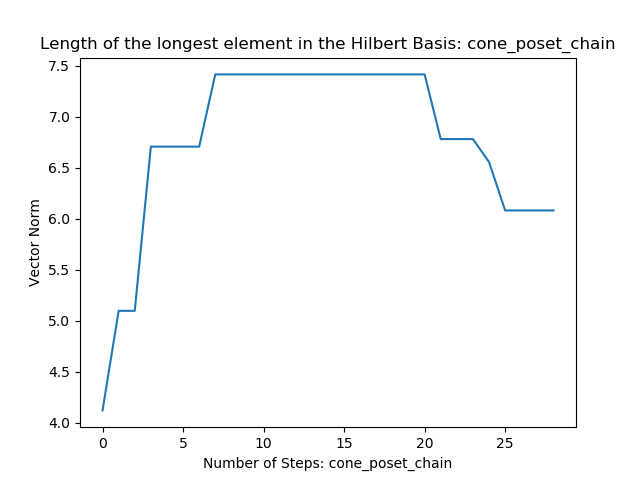 Length of the longest element in the Hilbert Basis: cone_poset_chain
7.5
7.0
6.5
6.0
5.5
5.0
4.5
4.0
Vector Norm
0 5 10 15 20 25
Number of Steps: cone_poset_chain